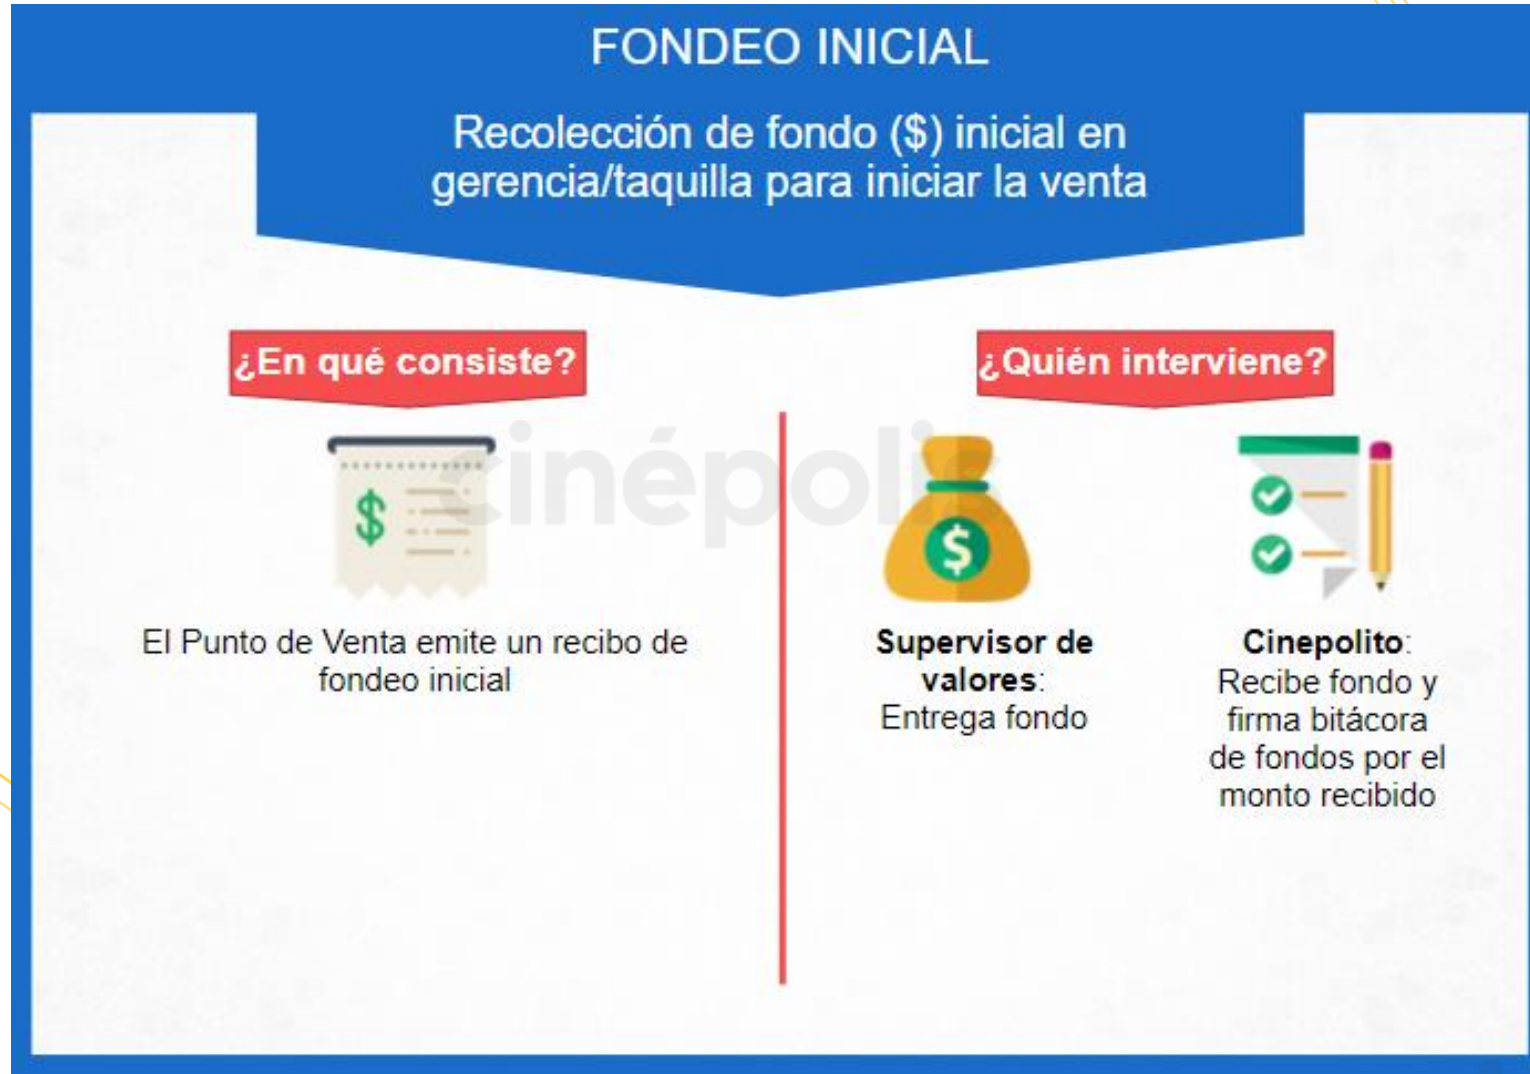 FONDEO INICIAL
Recolección de fondo ($) inicial en
gerencia/taquilla para iniciar la venta
¿En qué consiste?
El Punto de Venta emite un recibo de
fondeo inicial
¿Quién interviene?
Supervisor de
valores:
Entrega fondo
Cinepolito:
Recibe fondo y
firma bitácora
de fondos por el
monto recibido
cinépolis